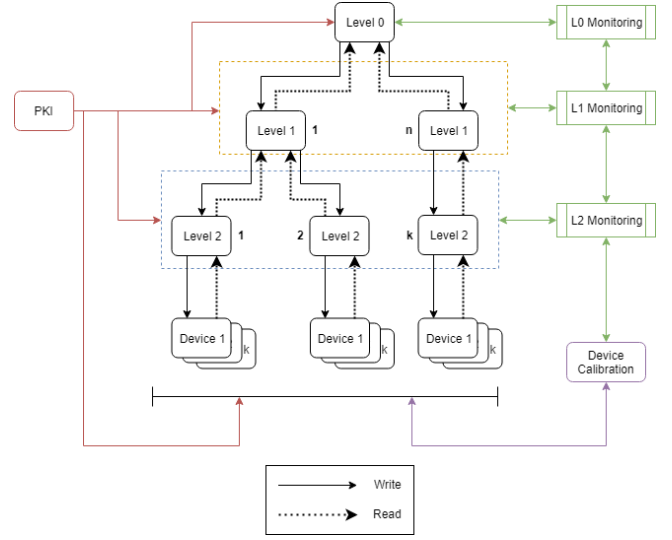 Level 0
L0 Monitoring
PKI
Level 1
1
n
Level 1
L1 Monitoring
Level 2
1
2
Level 2
k
Level 2
L2 Monitoring
Device 1
k
Device 1
k
Device 1
k
Device
Calibration
Write
Read